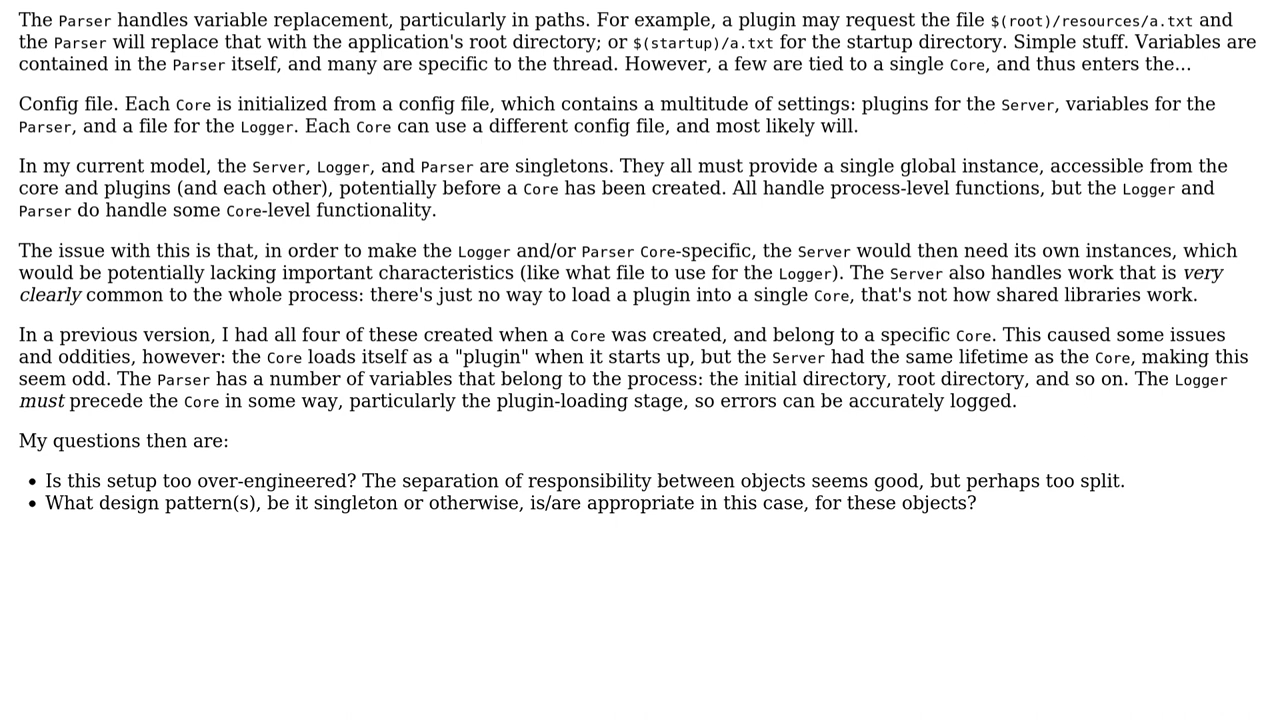 The Parser handles variable replacement, particularly in paths. For example, a plugin may request the file $(root)/resources/a.txt and
the Parser will replace that with the application's root directory; or $(startup)/a.txt for the startup directory. Simple stuff. Variables are
contained in the Parser itself, and many are specific to the thread. However, a few are tied to a single Core, and thus enters the...
Config file. Each Core is initialized from a config file, which contains a multitude of settings: plugins for the Server, variables for the
Parser, and a file for the Logger. Each Core can use a different config file, and most likely will.
In my current model, the Server, Logger, and Parser are singletons. They all must provide a single global instance, accessible from the
core and plugins (and each other), potentially before a Core has been created. All handle process-level functions, but the Logger and
Parser do handle some Core-level functionality.
The issue with this is that, in order to make the Logger and/or Parser Core-specific, the Server would then need its own instances, which
would be potentially lacking important characteristics (like what file to use for the Logger). The Server also handles work that is very
clearly common to the whole process: there's just no way to load a plugin into a single Core, that's not how shared libraries work.
In a previous version, I had all four of these created when a Core was created, and belong to a specific Core. This caused some issues
and oddities, however: the Core loads itself as a "plugin" when it starts up, but the Server had the same lifetime as the Core, making this
seem odd. The Parser has a number of variables that belong to the process: the initial directory, root directory, and so on. The Logger
must precede the Core in some way, particularly the plugin-loading stage, so errors can be accurately logged.
My questions then are:
• Is this setup too over-engineered? The separation of responsibility between objects seems good, but perhaps too split.
• What design pattern(s), be it singleton or otherwise, is/are appropriate in this case, for these objects?